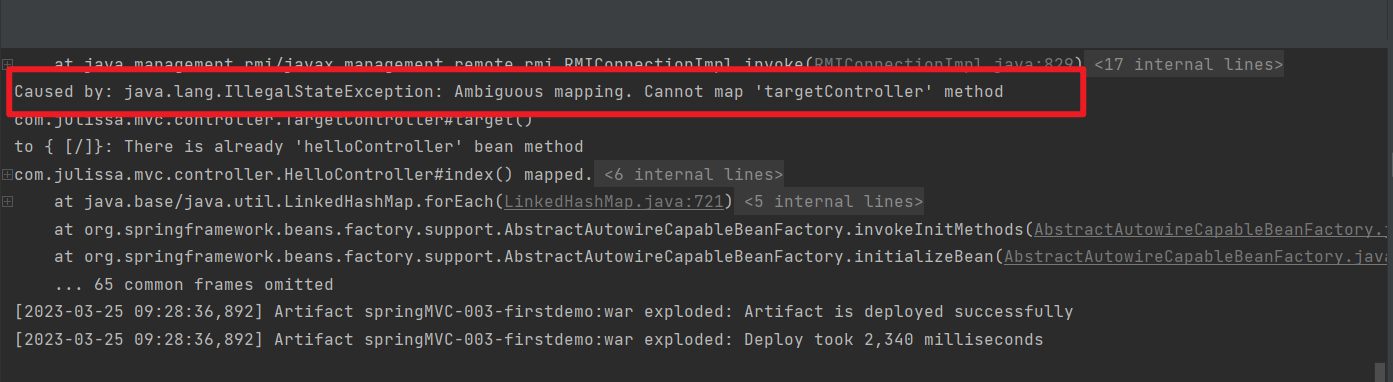 at java.management.rmi/javax.management.remote.rmi.RMIConnectionImpl.invoke(RMIConnectionImpl.java:829) <17 internal lines>
Caused by: java.lang.IllegalStateException: Ambiguous mapping. Cannot map 'targetController' method
com.julissa.mvc.controller.TargetController#target()
to { [/]}: There is already 'helloController' bean method
com.julissa.mvc.controller.HelloController#index() mapped. <6 internal lines>
at java.base/java.util.LinkedHashMap.forEach(LinkedHashMap.java:721) <5 internal lines>
at org.springframework.beans.factory.support.AbstractAutowireCapableBeanFactory.invokeInitMethods(AbstractAutowireCapableBeanFactory.
at org.springframework.beans.factory.support.AbstractAutowireCapableBeanFactory.initializeBean(AbstractAutowireCapableBeanFactory.java
... 65 common frames omitted
[2023-03-25 09:28:36,892] Artifact springMVC-003-firstdemo:war exploded: Artifact is deployed successfully
[2023-03-25 09:28:36,892] Artifact springMVC-003-firstdemo:war exploded: Deploy took 2,340 milliseconds